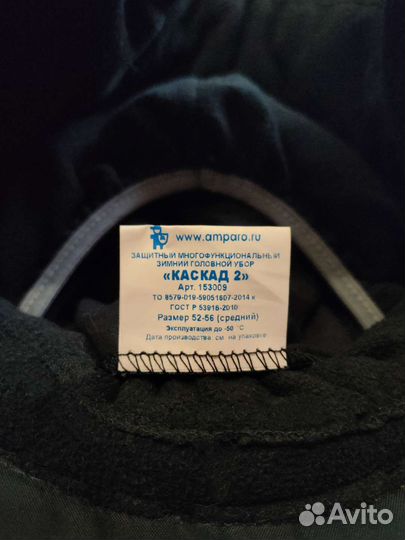 www.amparo.ru
ЗАЩИТНЫЙ МНОГОФУНКЦИОНАЛЬНЫЙ
ЗИМНИЙ ГОЛОВНОЙ УБОР
«КАСКАД 2»
Арт. 153009
ТО 8579-019-59051607-2014 к
ГОСТ Р 53916-2010
Размер 52-56 (средний)
Эксплуатация до -50 °С
Дата производства: см. на упаковке
Avito